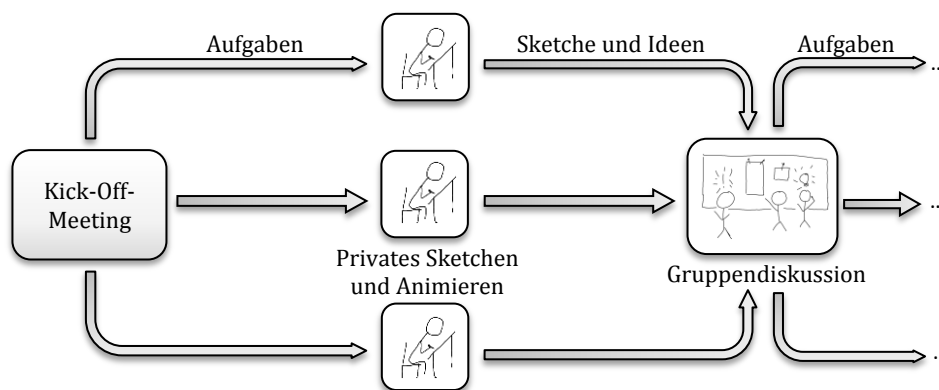 Aufgaben
Sketche und Ideen
Aufgaben
..
Kick-Off-
Meeting
..
Privates Sketchen
und Animieren
Gruppendiskussion
.